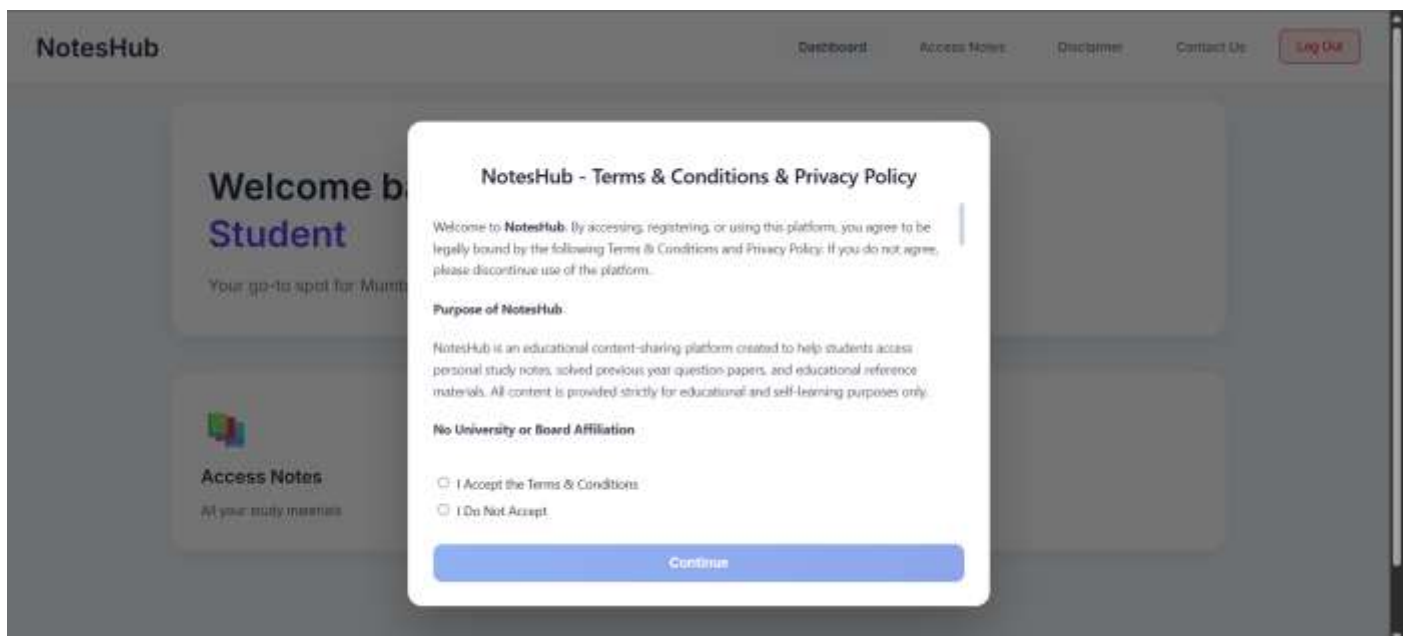 NotesHub
Dashboard
Access Notes
Disclaimer
Contact Us
Log Out
Welcome ba
Student
Your go-to spot for Mumb
NotesHub - Terms & Conditions & Privacy Policy
Welcome to NotesHub. By accessing, registering, or using this platform, you agree to be
legally bound by the following Terms & Conditions and Privacy Policy. If you do not agree,
please discontinue use of the platform.
Purpose of NotesHub
NotesHub is an educational content-sharing platform created to help students access
personal study notes, solved previous year question papers, and educational reference
materials. All content is provided strictly for educational and self-learning purposes only.
No University or Board Affiliation
I Accept the Terms & Conditions
I Do Not Accept
Continue
Access Notes
All your study materials